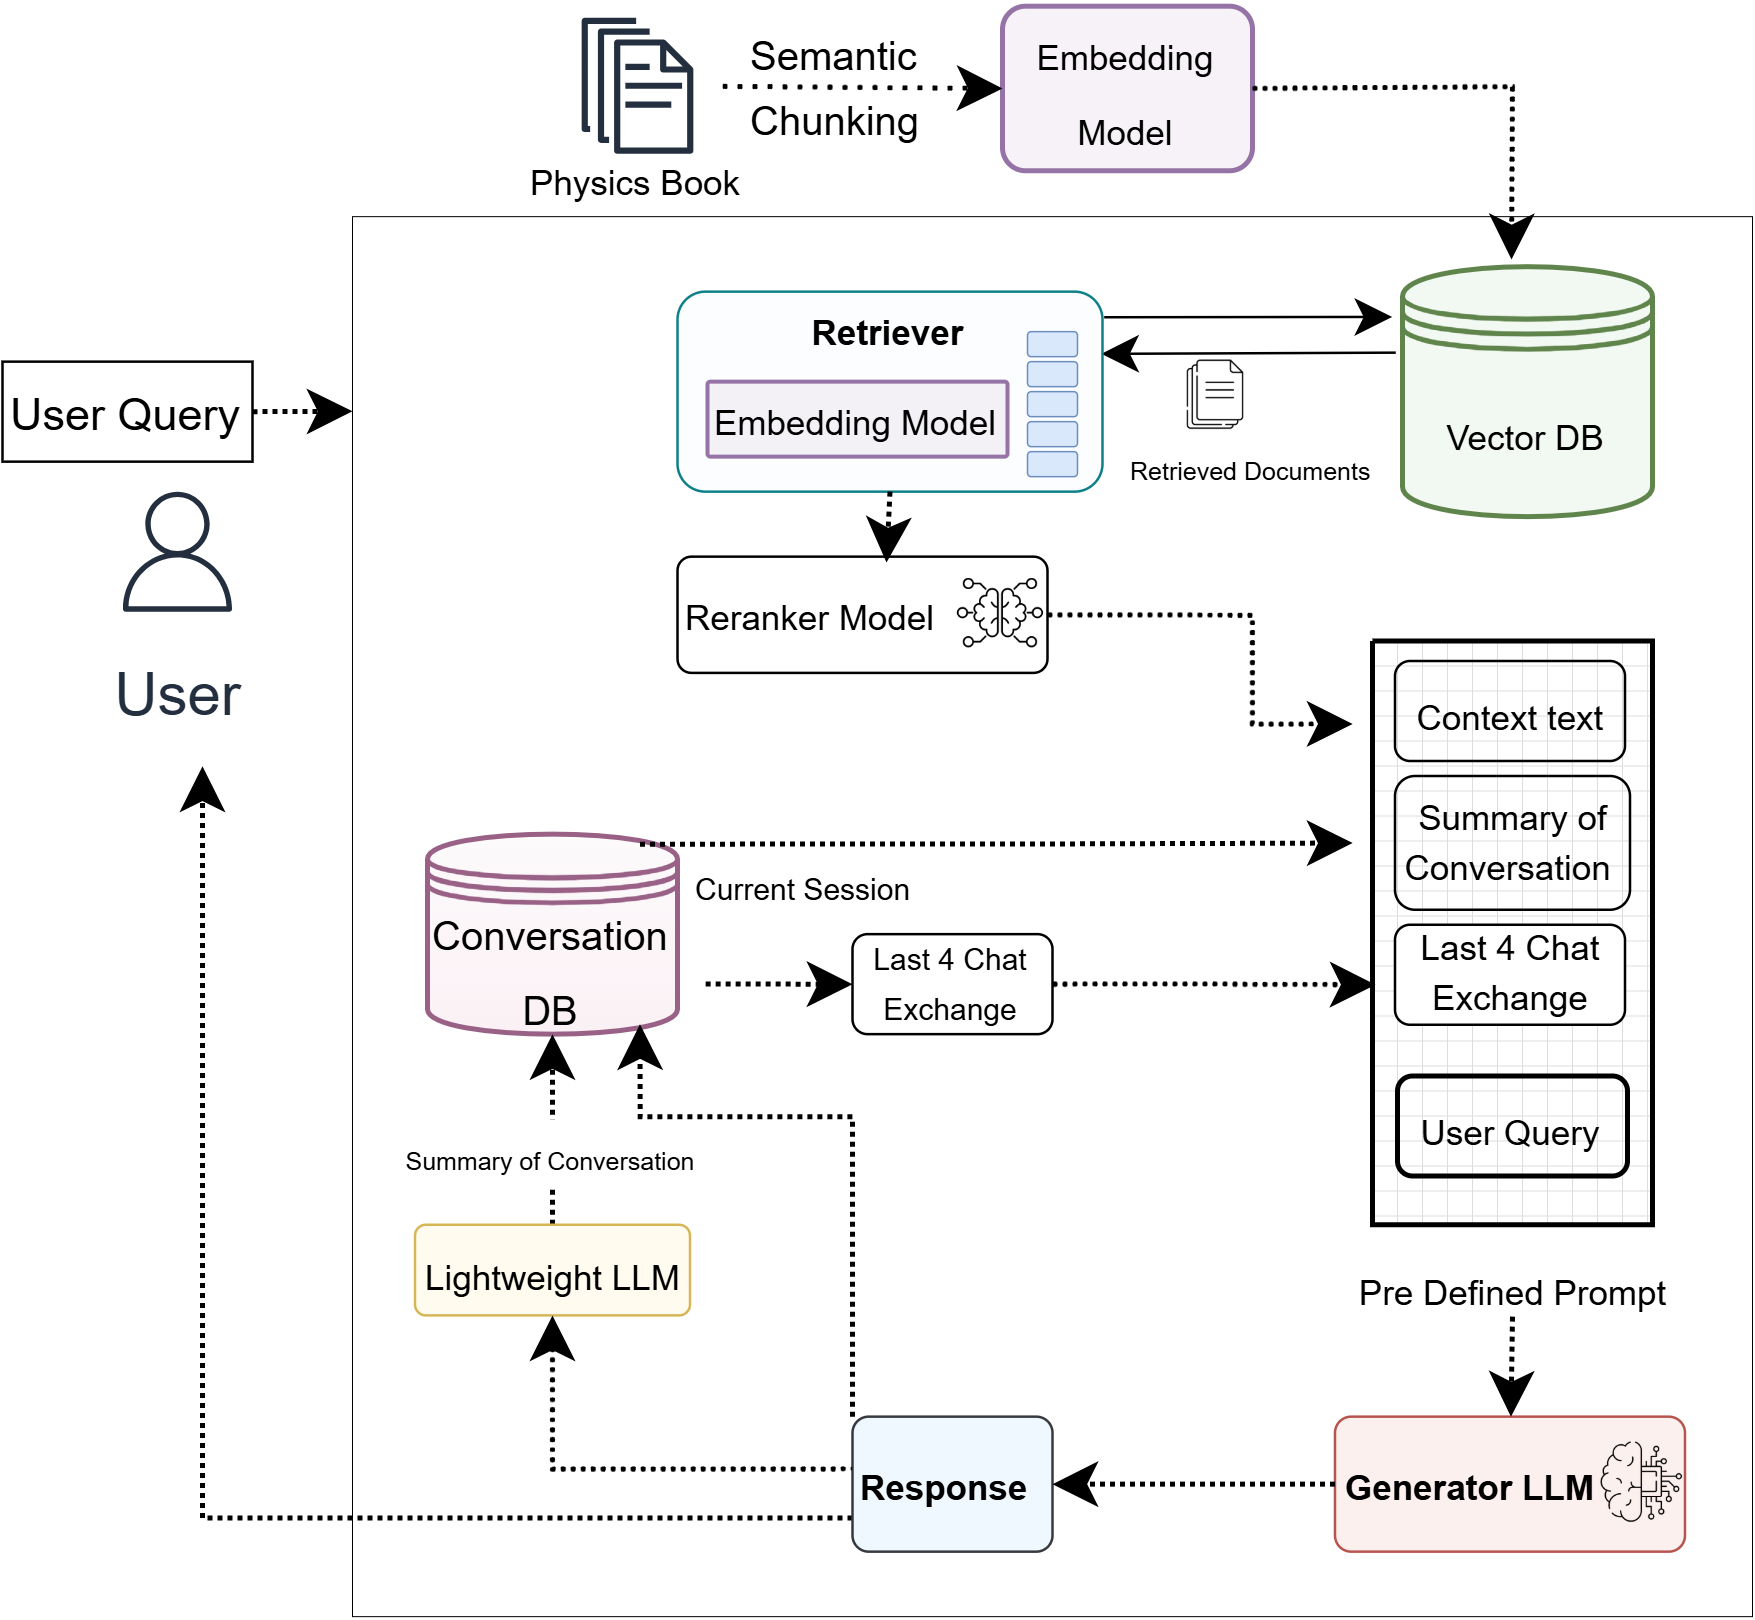 Semantic
Chunking
Physics Book
Embedding
Model
User Query
User
Retriever
Embedding Model
Retrieved Documents
Vector DB
Reranker Model
Context text
Summary of
Conversation
Last 4 Chat
Exchange
User Query
Conversation
DB
Current Session
Last 4 Chat
Exchange
Summary of Conversation
Lightweight LLM
Pre Defined Prompt
Response
Generator LLM